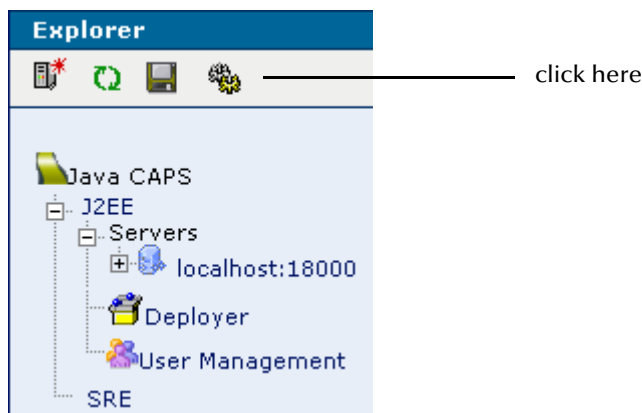 Explorer
click here
Java CAPS
J2EE
Servers
localhost:18000
Deployer
User Management
SRE